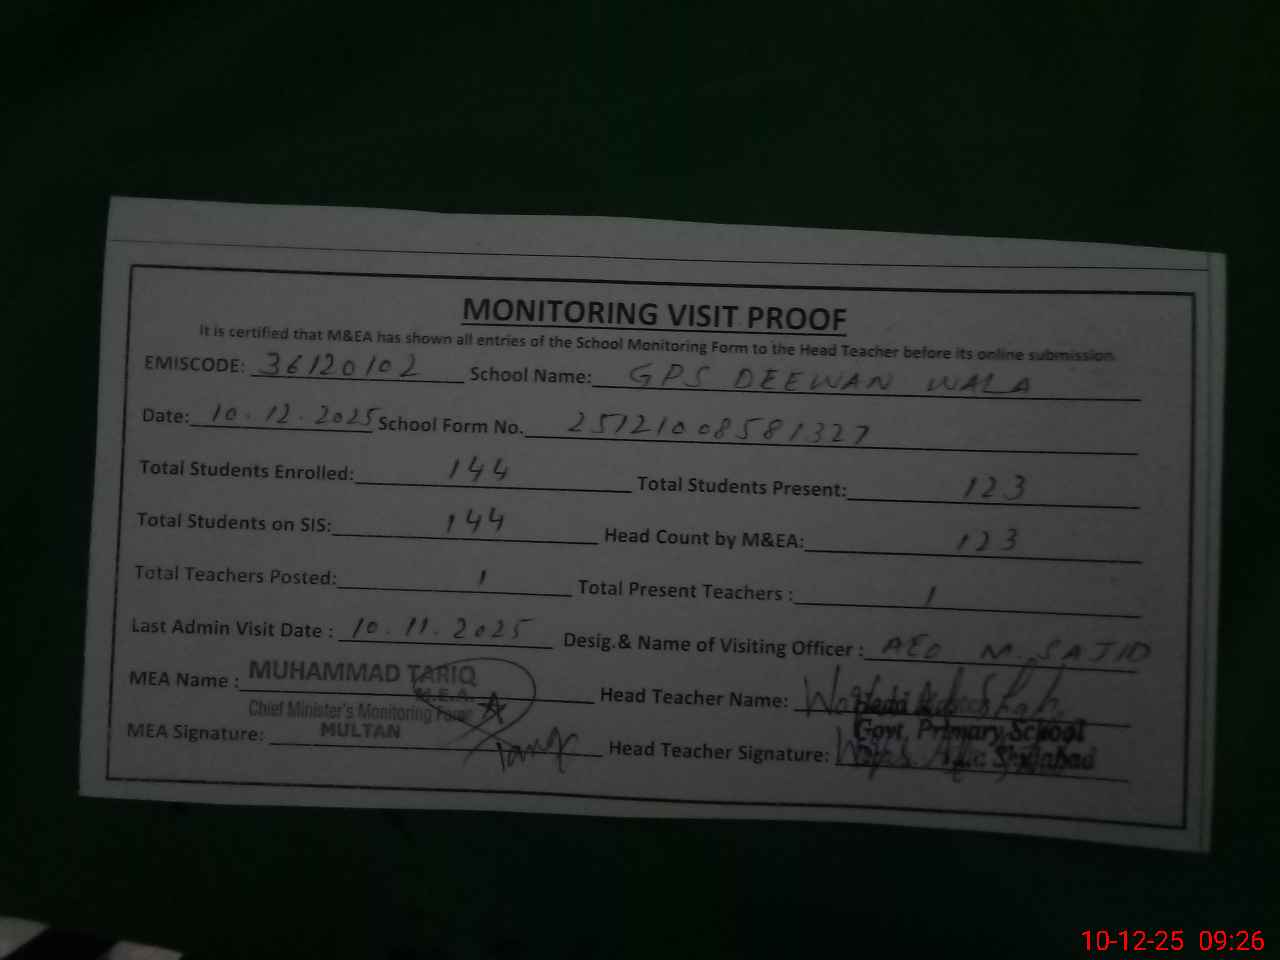 MONITORING VISIT PROOF
It is certified that M&EA has shown all entries of the School Monitoring Form to the Head Teacher before its online submission
EMISCODE: 36120102 School Name: GPS DEEWAN WALA
Date: 10.12.2025 School Form No. 25121008581327
Total Students Enrolled: 144 Total Students Present: 123
Total Students on SIS: 144 Head Count by M&EA: 123
Total Teachers Posted: 1 Total Present Teachers : 1
Last Admin Visit Date : 10.11.2025 Desig.& Name of Visiting Officer : AEO M. SAJID
MEA Name : MUHAMMAD TARIQ Head Teacher Name:
M.E.A.
Chief Minister's Monitoring Force
MULTAN
Govt. Primary School
MEA Signature: Tariq Head Teacher Signature:
10-12-25 09:26